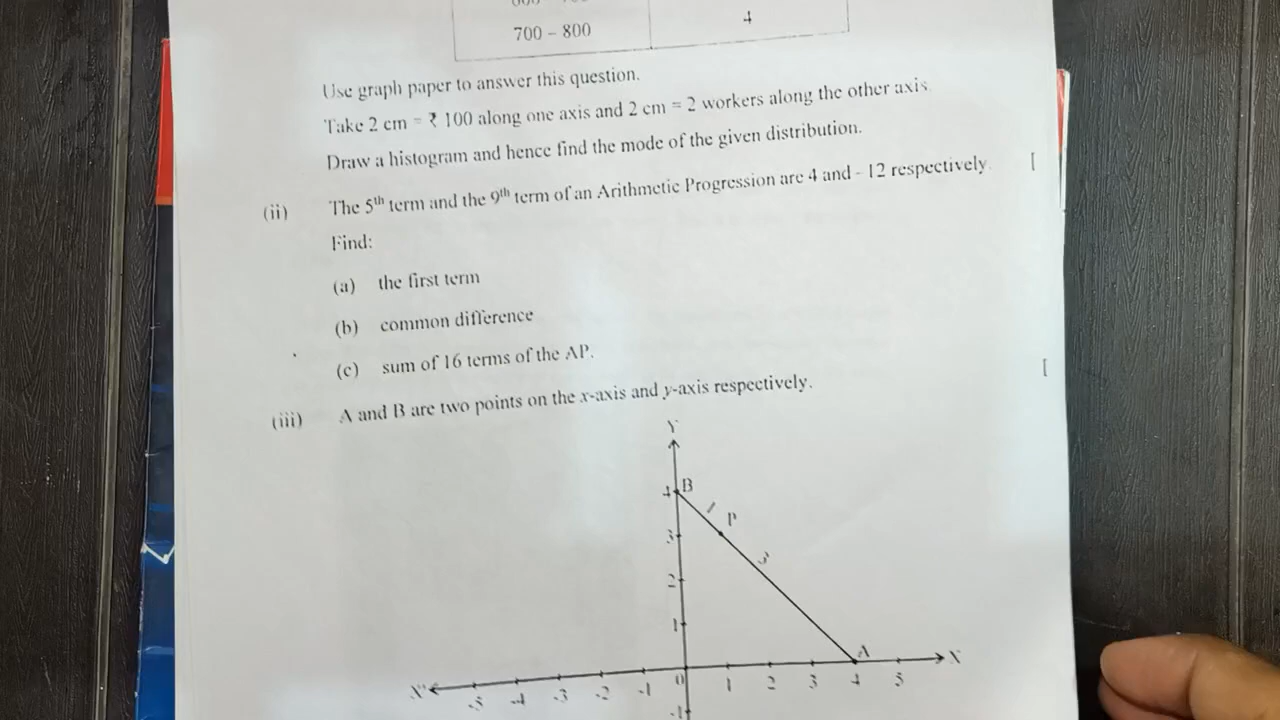 700 – 800
4
Use graph paper to answer this question.
Take 2 cm = ₹ 100 along one axis and 2 cm = 2 workers along the other axis.
Draw a histogram and hence find the mode of the given distribution.
[
(ii) The 5th term and the 9th term of an Arithmetic Progression are 4 and - 12 respectively.
Find:
(a) the first term
(b) common difference
(c) sum of 16 terms of the AP.
[
(iii) A and B are two points on the x-axis and y-axis respectively.
Y
4 B
1
P
3
3
2
1
A
X' -5 -4 -3 -2 -1 0 1 2 3 4 5 X
-1